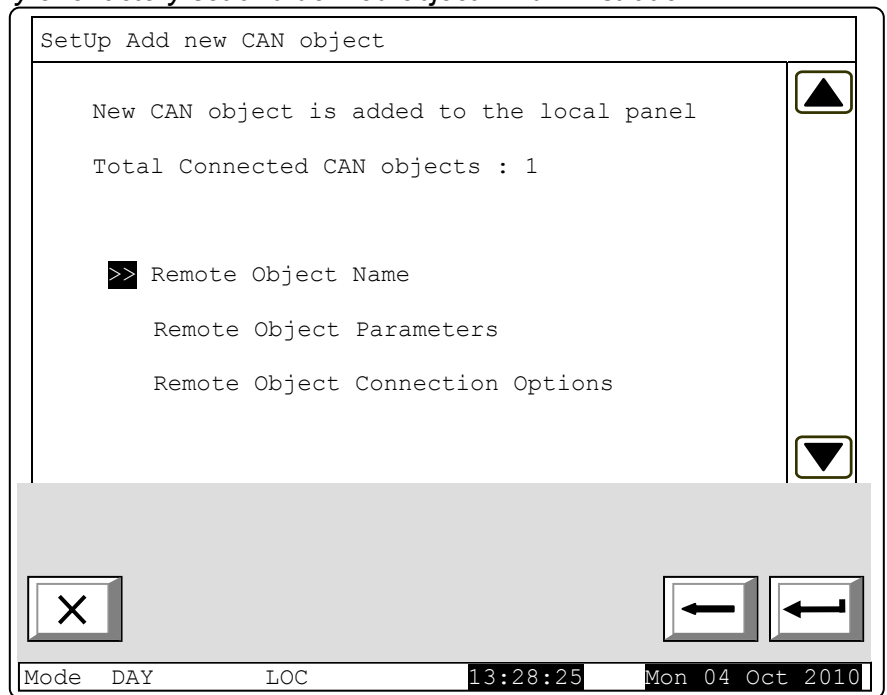 SetUp Add new CAN object
New CAN object is added to the local panel
Total Connected CAN objects : 1
>> Remote Object Name
Remote Object Parameters
Remote Object Connection Options
Mode DAY LOC 13:28:25 Mon 04 Oct 2010